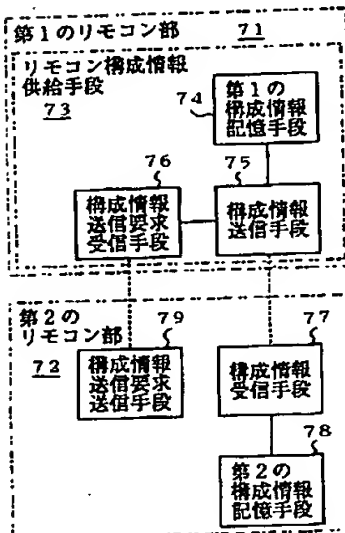 第1のリモコン部 71
リモコン構成情報
供給手段
73
74
第1の
構成情報
記憶手段
76
75
構成情報
送信要求
受信手段
構成情報
送信手段
第2の
リモコン部
72
79
構成情報
送信要求
送信手段
77
構成情報
受信手段
78
第2の
構成情報
記憶手段